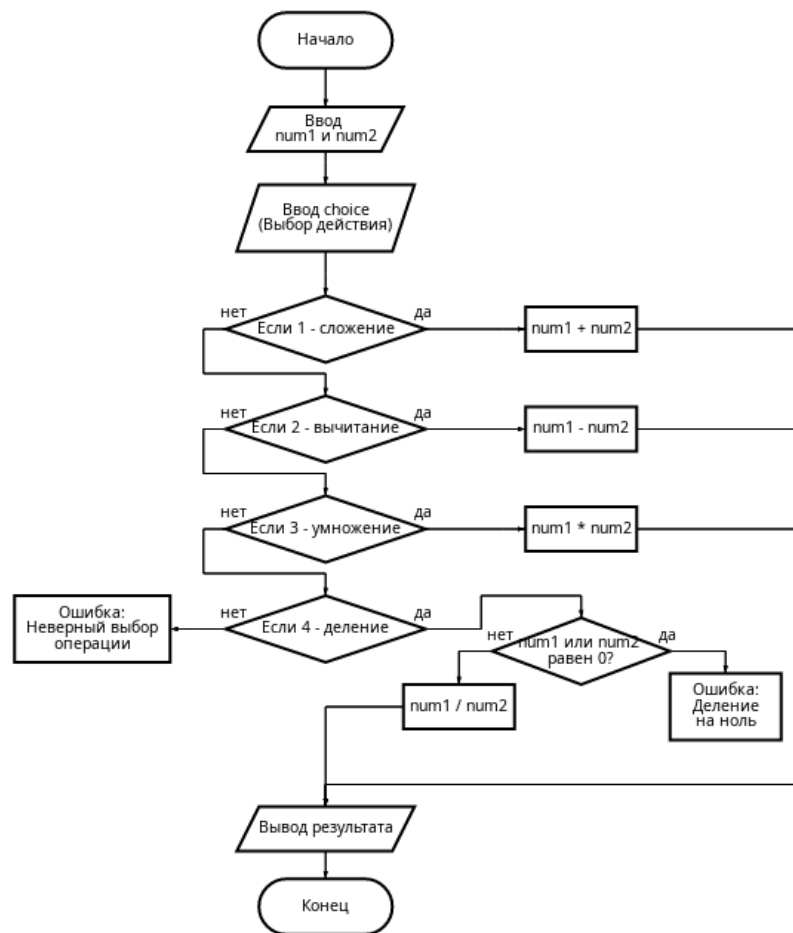 Начало
Ввод
num1 и num2
Ввод choice
(Выбор действия)
нет
Если 1 - сложение
да
num1 + num2
нет
Если 2 - вычитание
да
num1 - num2
нет
Если 3 - умножение
да
num1 * num2
Ошибка:
Неверный выбор
операции
нет
Если 4 - деление
да
нет
num1 или num2
равен 0?
да
num1 / num2
Ошибка:
Деление
на ноль
Вывод результата
Конец